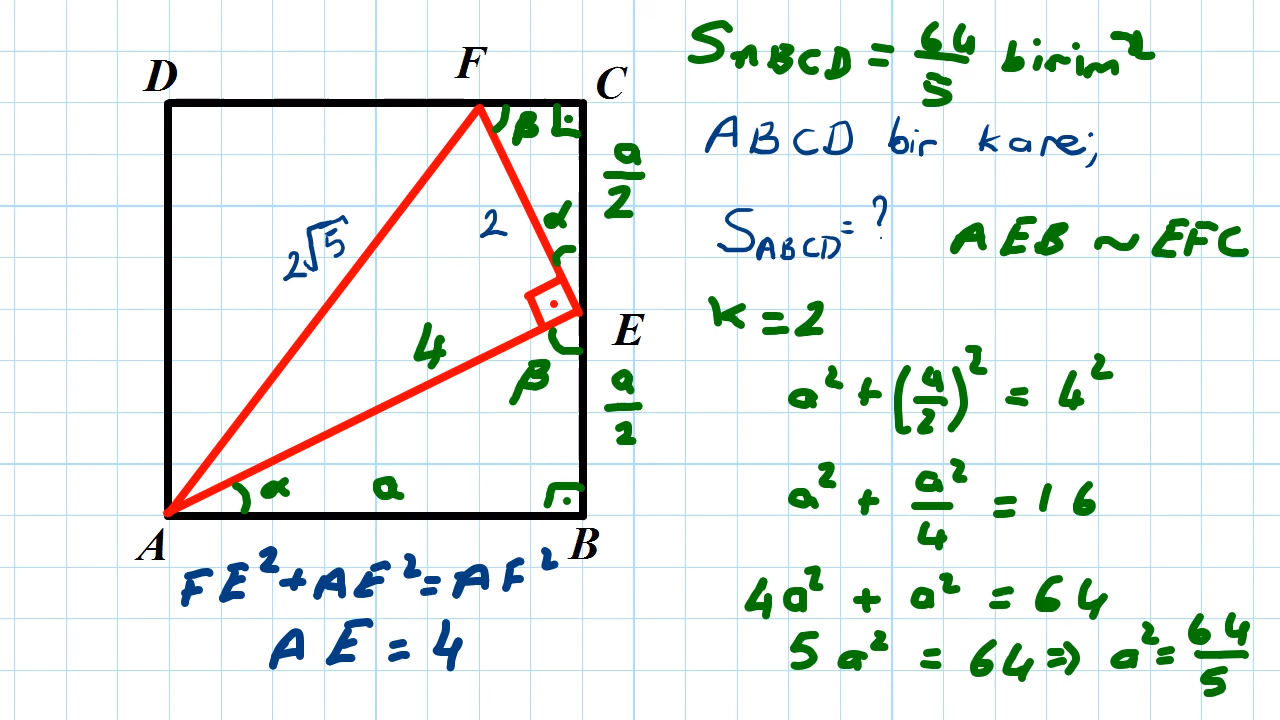 S_ABCD = 64/5 birim²
ABCD bir kare;
S_ABCD = ?
AEB ~ EFC
k = 2
a² + (a/2)² = 4²
a² + a²/4 = 16
4a² + a² = 64
5a² = 64 ⇒ a² = 64/5
D
F
C
β
a/2
α
2
2√5
E
4
β
a/2
α
a
A
B
FE² + AE² = AF²
AE = 4